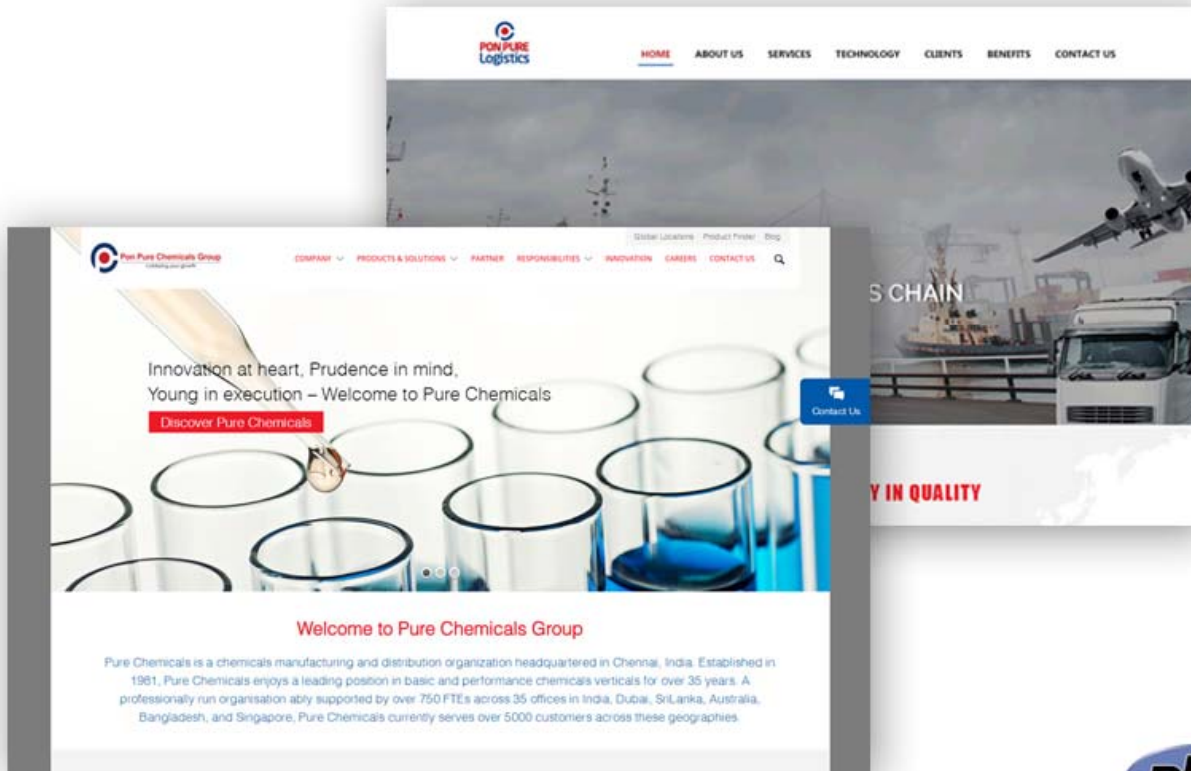 PON PURE
Logistics
HOME ABOUT US SERVICES TECHNOLOGY CLIENTS BENEFITS CONTACT US
S CHAIN
Y IN QUALITY
Global Locations Product Finder Blog
Pon Pure Chemicals Group
COMPANY PRODUCTS & SOLUTIONS PARTNER RESPONSIBILITIES INNOVATION CAREERS CONTACT US
Innovation at heart, Prudence in mind,
Young in execution – Welcome to Pure Chemicals
Discover Pure Chemicals
Contact Us
Welcome to Pure Chemicals Group
Pure Chemicals is a chemicals manufacturing and distribution organization headquartered in Chennai, India. Established in
1981, Pure Chemicals enjoys a leading position in basic and performance chemicals verticals for over 35 years. A
professionally run organisation ably supported by over 750 FTEs across 35 offices in India, Dubai, SriLanka, Australia,
Bangladesh, and Singapore, Pure Chemicals currently serves over 5000 customers across these geographies.